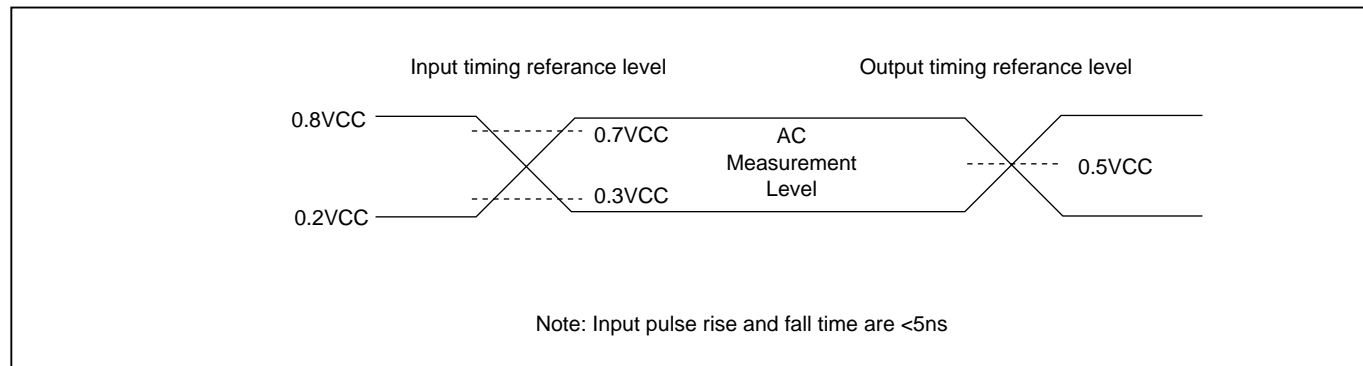 Input timing referance level
Output timing referance level
0.8VCC
0.7VCC
AC
Measurement
Level
0.5VCC
0.3VCC
0.2VCC
Note: Input pulse rise and fall time are <5ns